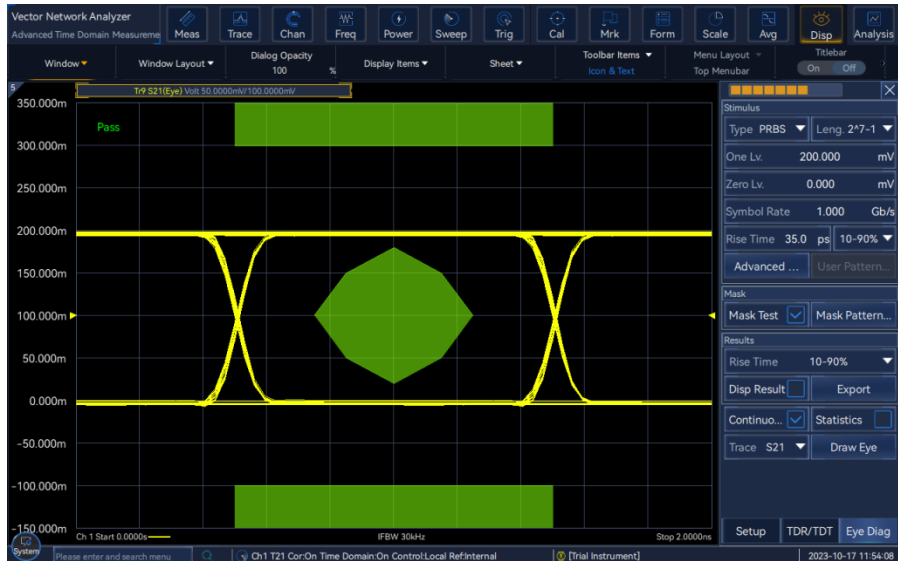 Vector Network Analyzer
Advanced Time Domain Measureme
Meas
Trace
Chan
Freq
Power
Sweep
Trig
Cal
Mrk
Form
Scale
Avg
Disp
Analysis
Window
Window Layout
Dialog Opacity
100 %
Display Items
Sheet
Toolbar Items
Icon & Text
Menu Layout
Top Menubar
Titlebar
On Off
5
Tr9 S21(Eye) Volt 50.0000mV/100.0000mV
350.000m
Pass
300.000m
250.000m
200.000m
150.000m
100.000m
50.000m
0.000m
-50.000m
-100.000m
-150.000m
Ch 1 Start 0.0000s
IFBW 30kHz
Stop 2.0000ns
Stimulus
Type PRBS Leng. 2^7-1
One Lv. 200.000 mV
Zero Lv. 0.000 mV
Symbol Rate 1.000 Gb/s
Rise Time 35.0 ps 10-90%
Advanced ... User Pattern...
Mask
Mask Test Mask Pattern...
Results
Rise Time 10-90%
Disp Result Export
Continuo... Statistics
Trace S21 Draw Eye
Setup TDR/TDT Eye Diag
System
Please enter and search menu
Ch1 T21 Cor:On Time Domain:On Control:Local Ref:Internal
[Trial Instrument]
2023-10-17 11:54:08